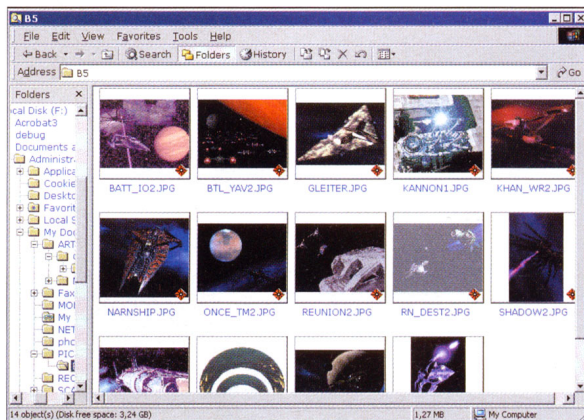 B5
File Edit View Favorites Tools Help
Back Search Folders History
Address B5 Go
Folders ×
cal Disk (F:)
Acrobat3
debug
Documents a
Administra
Applica
Cookie
Deskto
Favorit
Local S
My Doc
ART
Fax
MO
My
NET
pho
PIC
REC
SCA
BATT_IO2.JPG BTL_YAV2.JPG GLEITER.JPG KANNON1.JPG KHAN_WR2.JPG
NARNSHIP.JPG ONCE_TM2.JPG REUNION2.JPG RN_DEST2.JPG SHADOW2.JPG
14 object(s) (Disk free space: 3,24 GB) 1,27 MB My Computer